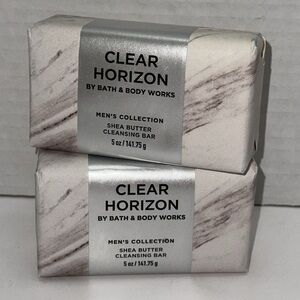 CLEAR
HORIZON
BY BATH & BODY WORKS
MEN'S COLLECTION
SHEA BUTTER
CLEANSING BAR
5 oz / 141.75 g
CLEAR
HORIZON
BY BATH & BODY WORKS
MEN'S COLLECTION
SHEA BUTTER
CLEANSING BAR
5 oz / 141.75 g